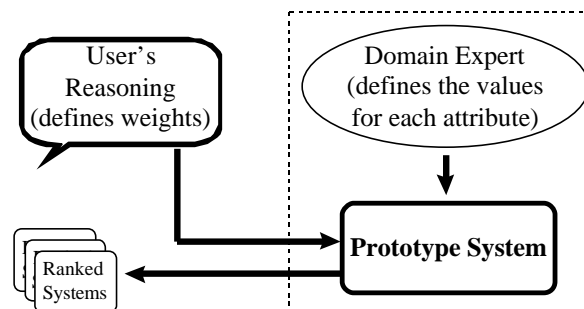 User's
Reasoning
(defines weights)
Domain Expert
(defines the values
for each attribute)
Prototype System
Ranked
Systems